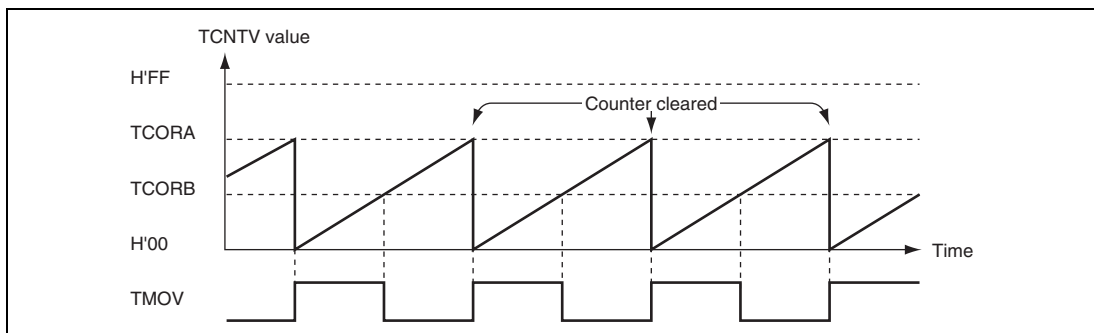 TCNTV value
H'FF
Counter cleared
TCORA
TCORB
H'00
Time
TMOV